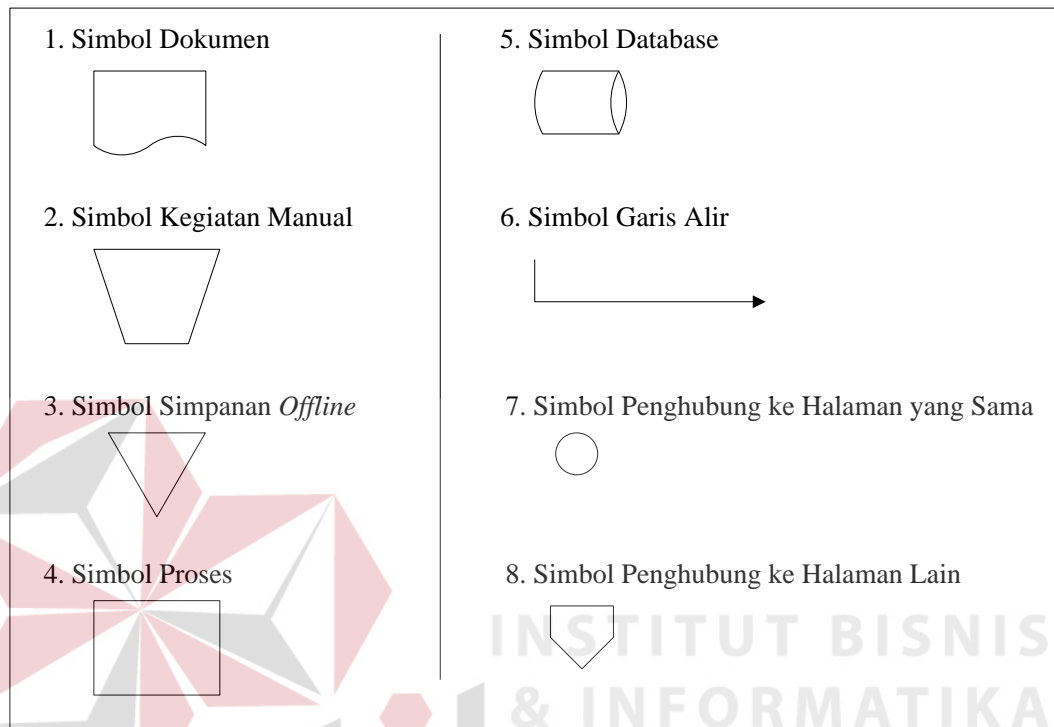 1. Simbol Dokumen
2. Simbol Kegiatan Manual
3. Simbol Simpanan Offline
4. Simbol Proses
5. Simbol Database
6. Simbol Garis Alir
7. Simbol Penghubung ke Halaman yang Sama
8. Simbol Penghubung ke Halaman Lain
INSTITUT BISNIS
& INFORMATIKA